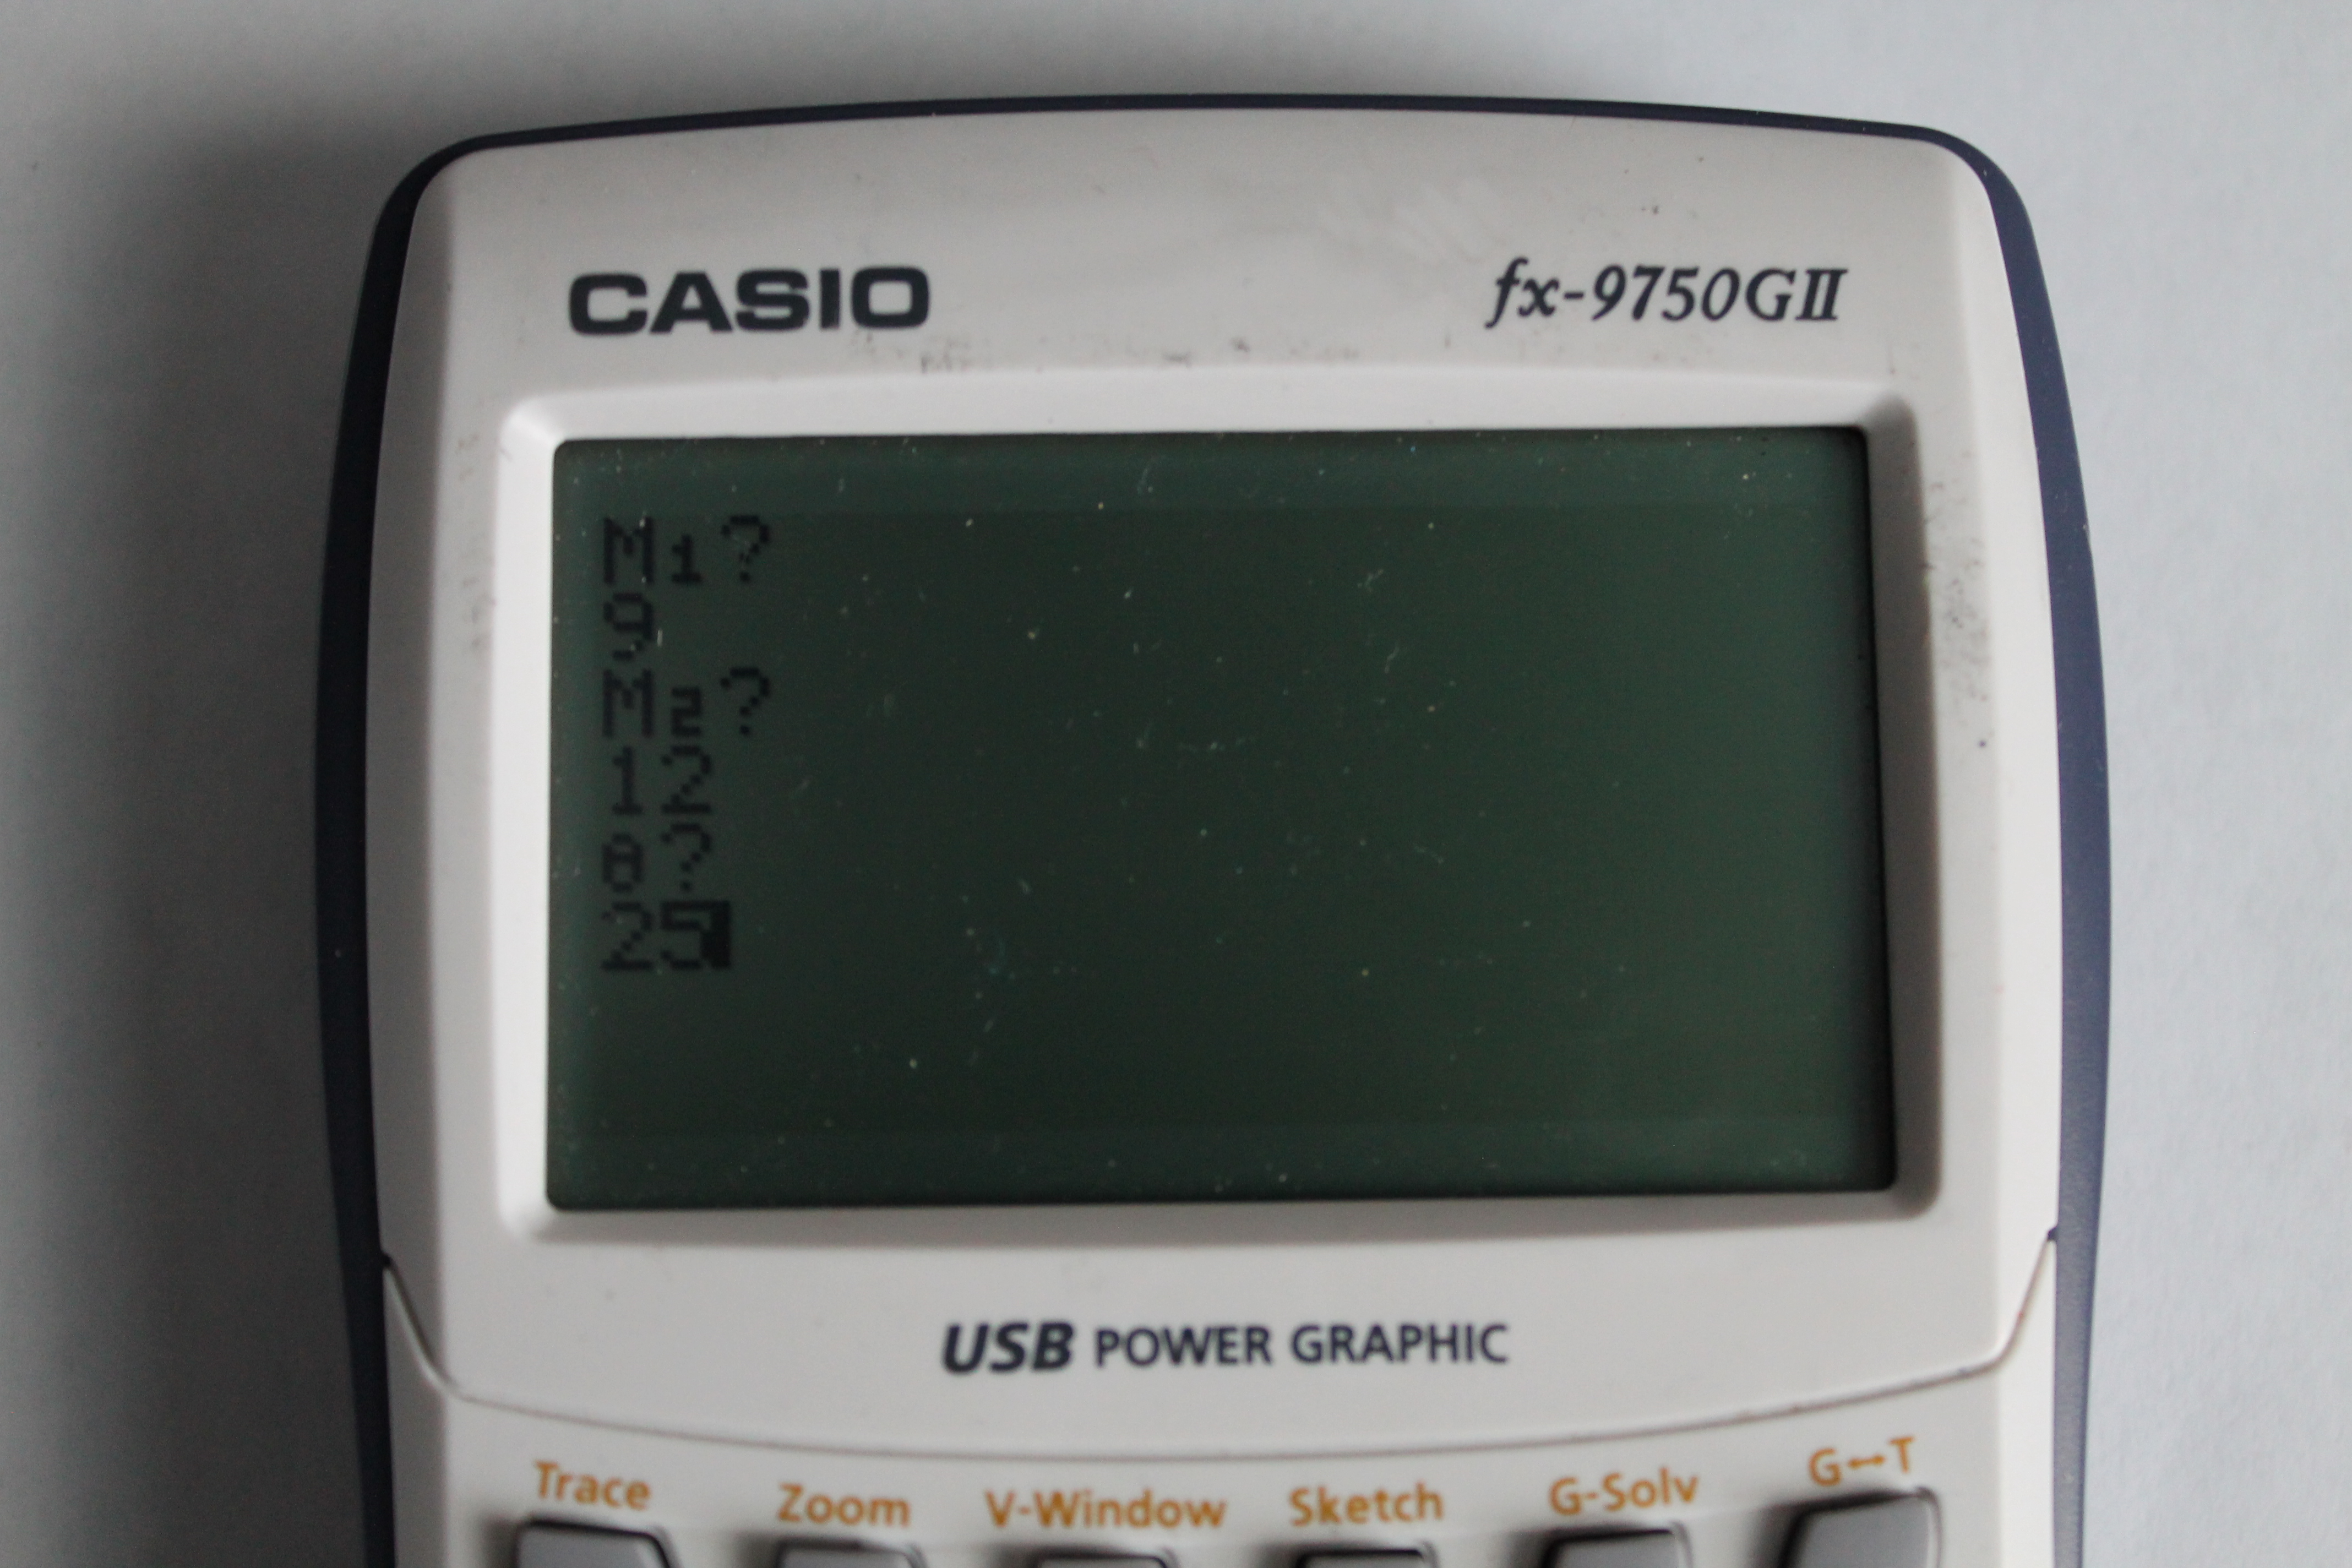 CASIO fx-9750GII
M₁?
9
M₂?
12
θ?
25
USB POWER GRAPHIC
Trace Zoom V-Window Sketch G-Solv G↔T